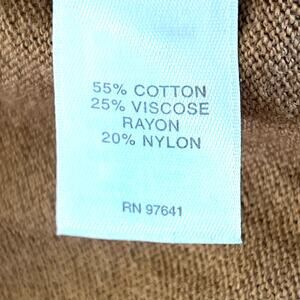 55% COTTON
25% VISCOSE
RAYON
20% NYLON
RN 97641